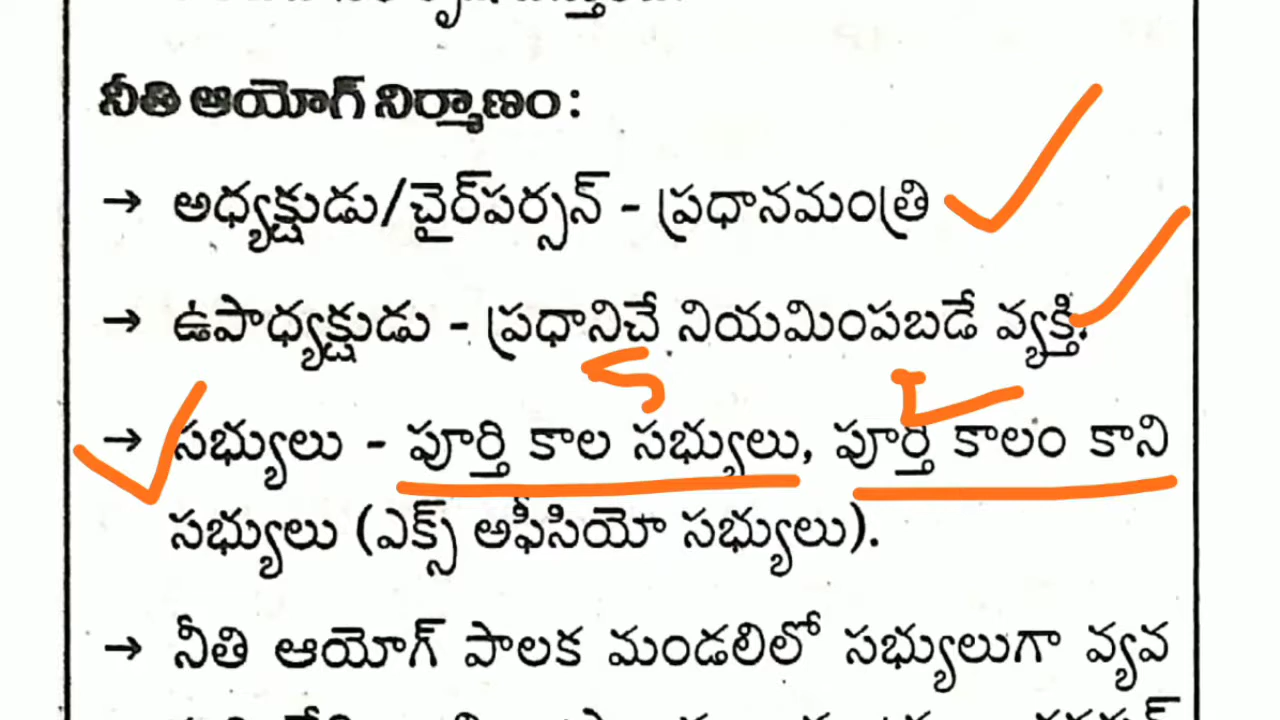 నీతి ఆయోగ్ నిర్మాణం:
→ అధ్యక్షుడు/చైర్‌పర్సన్ - ప్రధానమంత్రి
→ ఉపాధ్యక్షుడు - ప్రధానిచే నియమింపబడే వ్యక్తి.
5
→ సభ్యులు - పూర్తి కాల సభ్యులు, పూర్తి కాలం కాని
సభ్యులు (ఎక్స్ అఫీసియో సభ్యులు).
→ నీతి ఆయోగ్ పాలక మండలిలో సభ్యులుగా వ్యవ